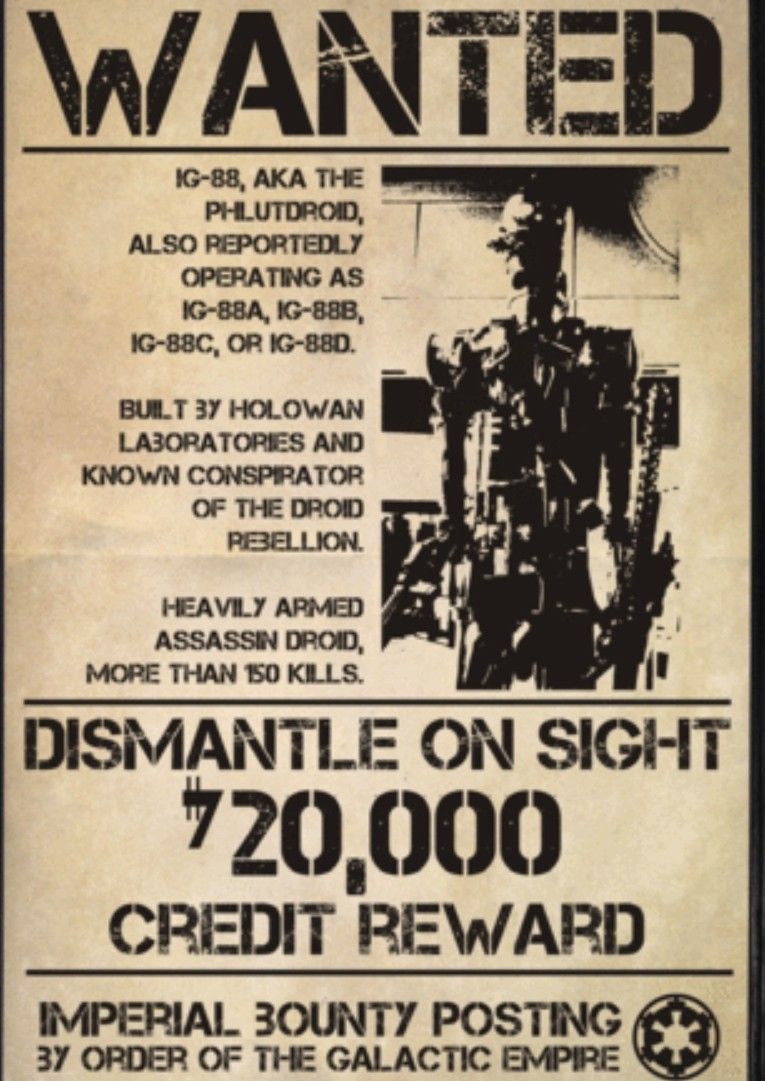 WANTED
IG-88, AKA THE
PHLUTDROID,
ALSO REPORTEDLY
OPERATING AS
IG-88A, IG-88B,
IG-88C, OR IG-88D.
BUILT BY HOLOWAN
LABORATORIES AND
KNOWN CONSPIRATOR
OF THE DROID
REBELLION.
HEAVILY ARMED
ASSASSIN DROID,
MORE THAN 150 KILLS.
DISMANTLE ON SIGHT
20,000
CREDIT REWARD
IMPERIAL BOUNTY POSTING
BY ORDER OF THE GALACTIC EMPIRE